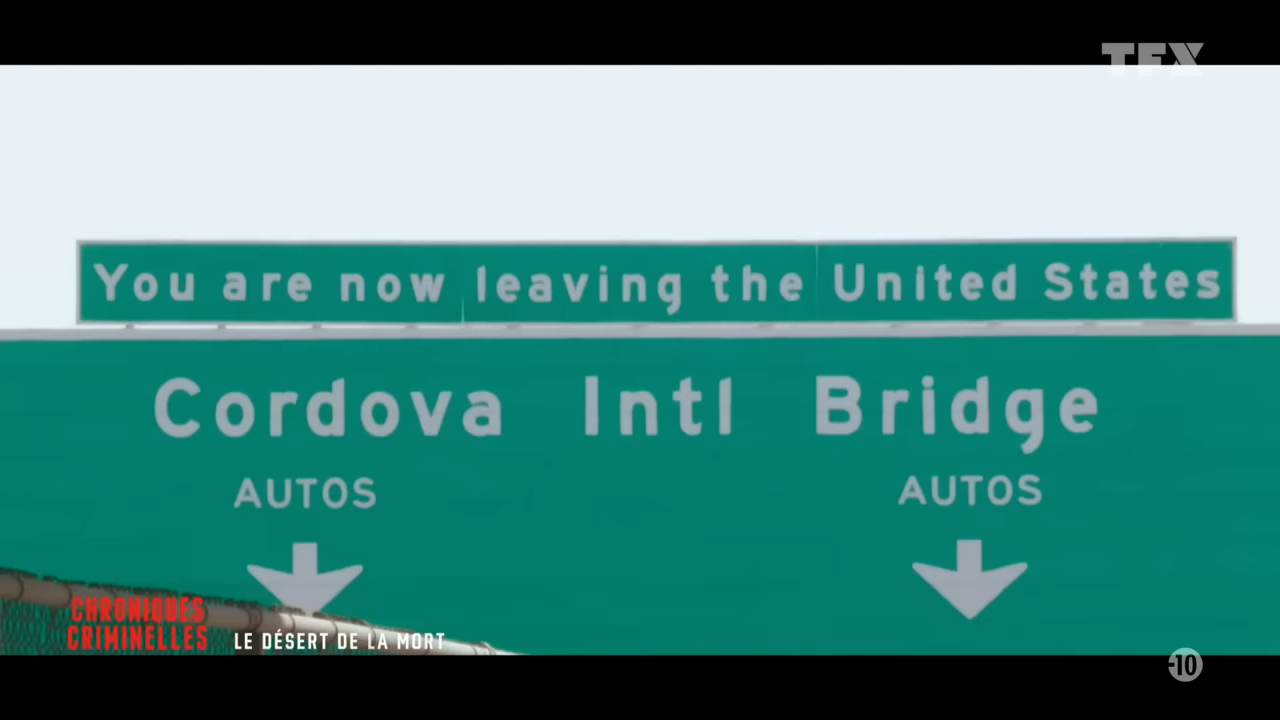 TFX
You are now leaving the United States
Cordova Intl Bridge
AUTOS AUTOS
CHRONIQUES
CRIMINELLES
LE DÉSERT DE LA MORT
-10